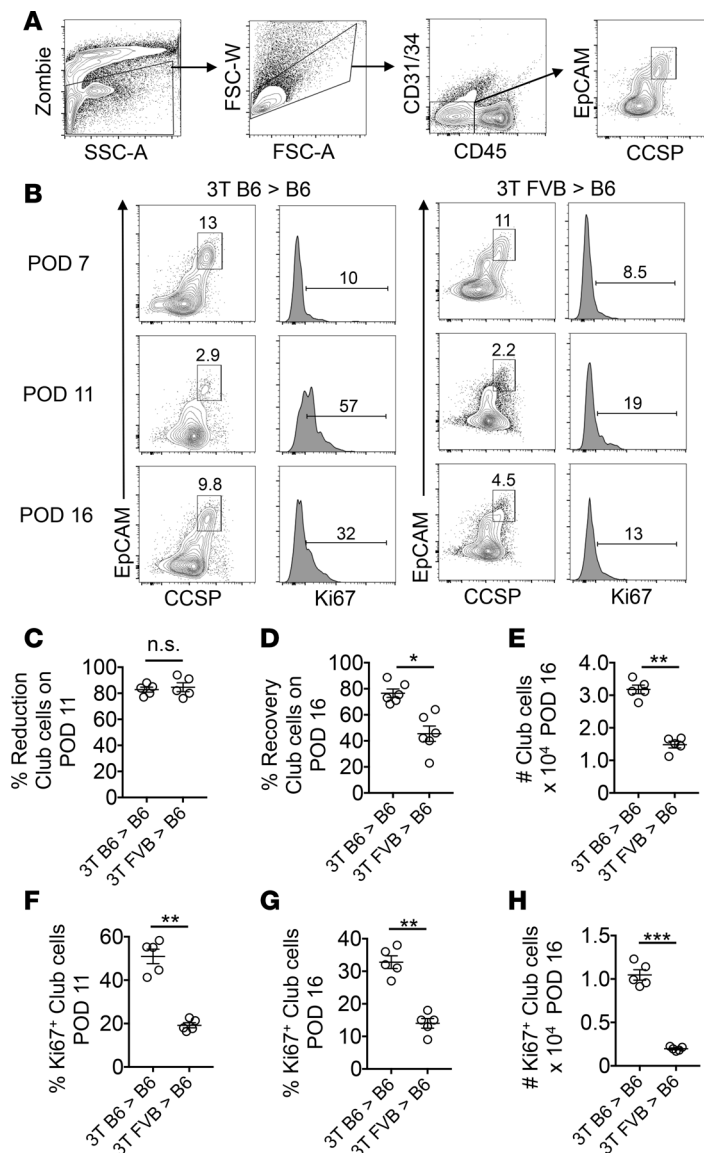 A
Zombie
SSC-A
FSC-W
FSC-A
CD31/34
CD45
EpCAM
CCSP
B
3T B6 > B6
3T FVB > B6
POD 7
13
10
11
8.5
POD 11
2.9
57
2.2
19
POD 16
9.8
32
4.5
13
EpCAM
CCSP
Ki67
EpCAM
CCSP
Ki67
C
n.s.
% Reduction
Club cells on
POD 11
100
80
60
40
20
0
3T B6 > B6
3T FVB > B6
D
*
% Recovery
Club cells on
POD 16
100
80
60
40
20
0
3T B6 > B6
3T FVB > B6
E
**
# Club cells
x 10⁴ POD 16
4.0
3.0
2.0
1.0
0
3T B6 > B6
3T FVB > B6
F
**
% Ki67⁺ Club cells
POD 11
60
40
20
0
3T B6 > B6
3T FVB > B6
G
**
% Ki67⁺ Club cells
POD 16
40
30
20
10
0
3T B6 > B6
3T FVB > B6
H
***
# Ki67⁺ Club cells
x 10⁴ POD 16
1.5
1.0
0.5
0
3T B6 > B6
3T FVB > B6